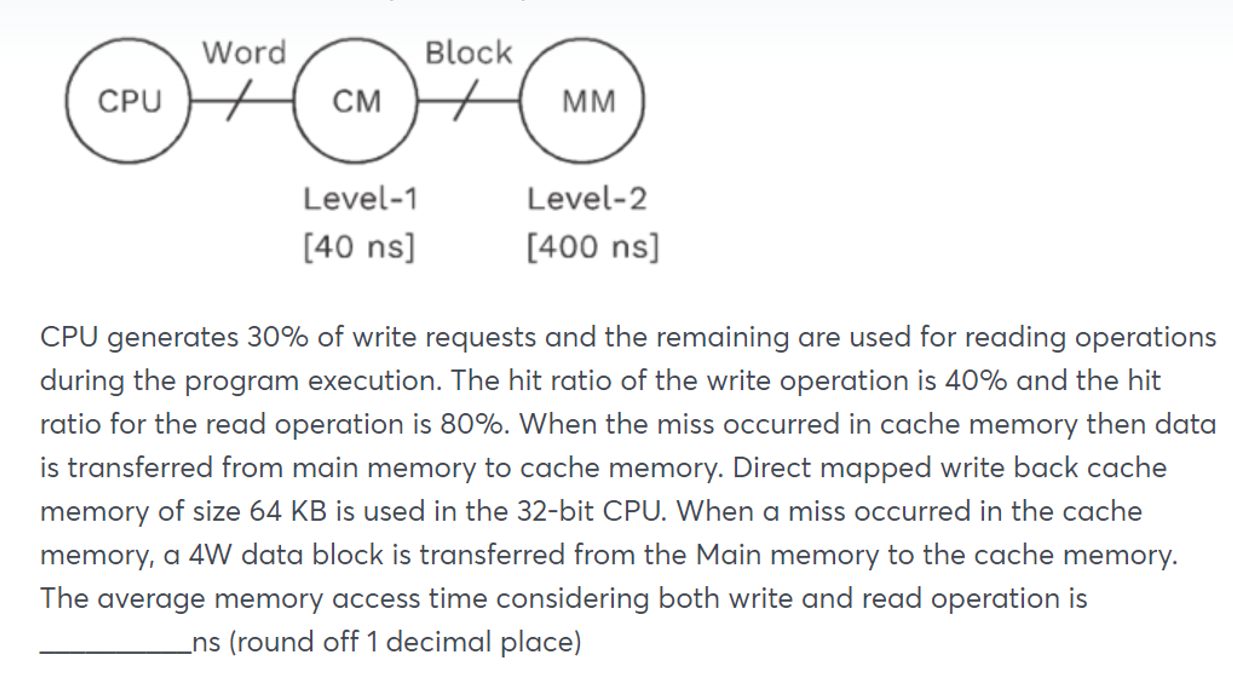 Word Block
CPU CM MM
Level-1 Level-2
[40 ns] [400 ns]
CPU generates 30% of write requests and the remaining are used for reading operations
during the program execution. The hit ratio of the write operation is 40% and the hit
ratio for the read operation is 80%. When the miss occurred in cache memory then data
is transferred from main memory to cache memory. Direct mapped write back cache
memory of size 64 KB is used in the 32-bit CPU. When a miss occurred in the cache
memory, a 4W data block is transferred from the Main memory to the cache memory.
The average memory access time considering both write and read operation is
__________ns (round off 1 decimal place)